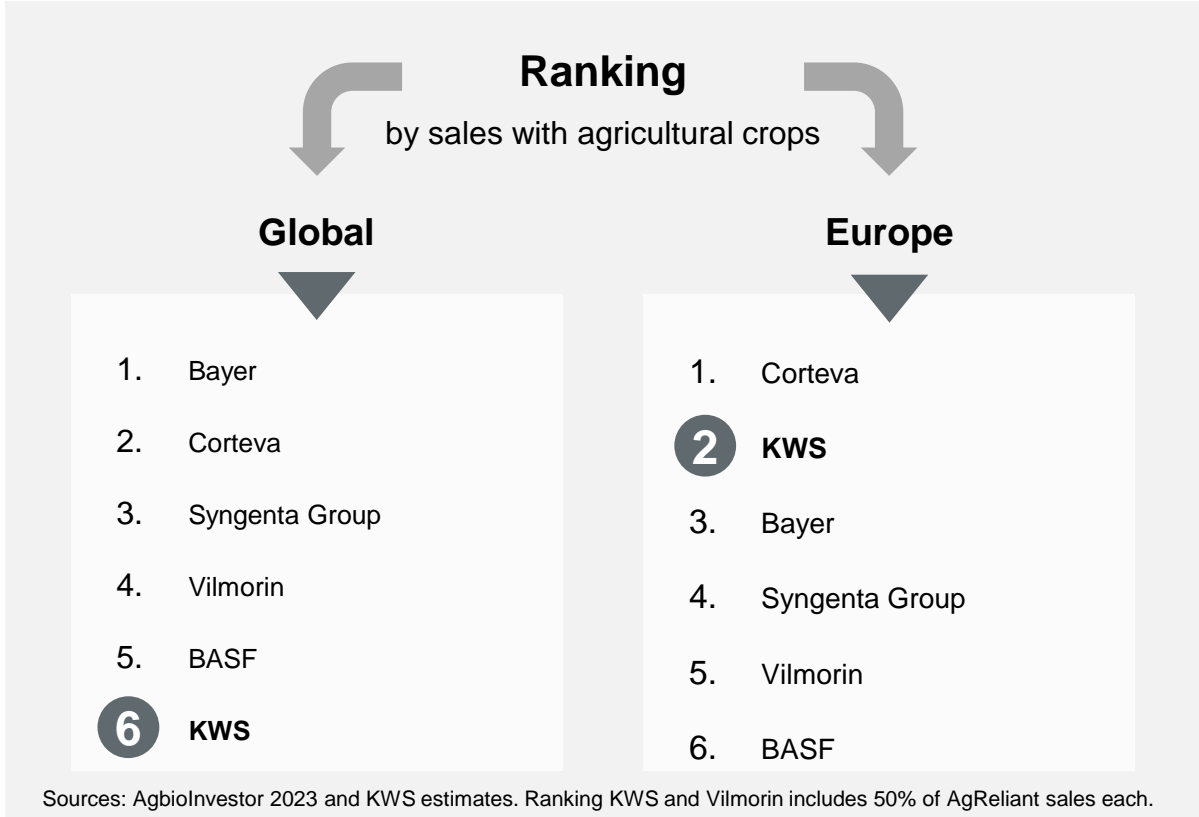 Ranking
by sales with agricultural crops
Global
1. Bayer
2. Corteva
3. Syngenta Group
4. Vilmorin
5. BASF
6 KWS
Europe
1. Corteva
2 KWS
3. Bayer
4. Syngenta Group
5. Vilmorin
6. BASF
Sources: AgbioInvestor 2023 and KWS estimates. Ranking KWS and Vilmorin includes 50% of AgReliant sales each.